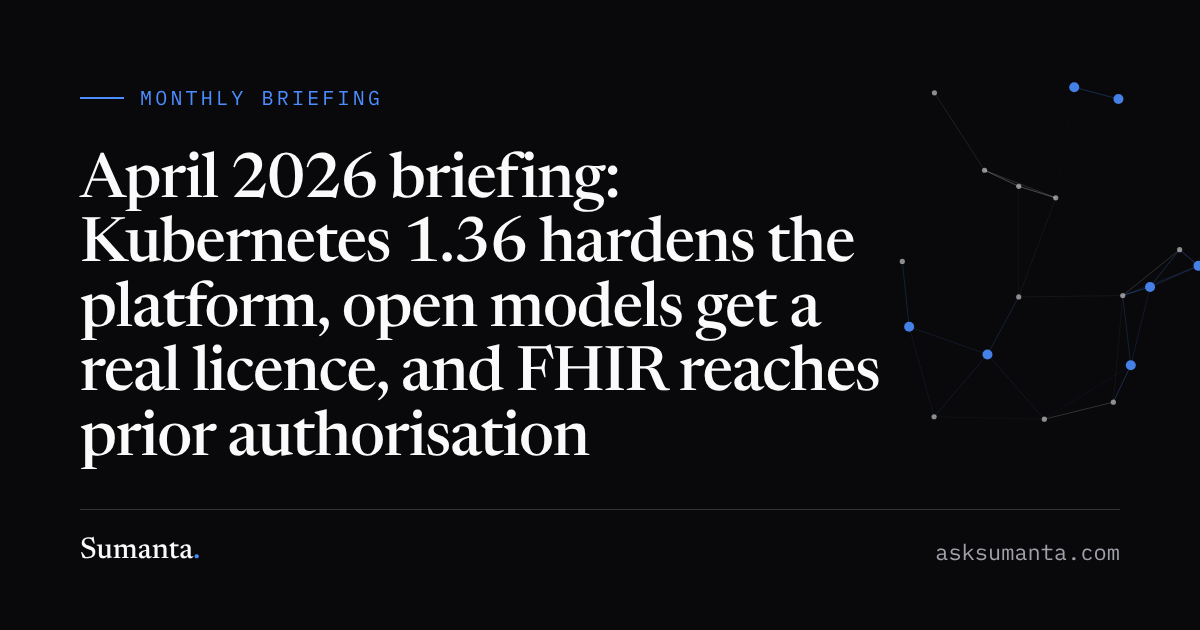 MONTHLY BRIEFING
April 2026 briefing:
Kubernetes 1.36 hardens the
platform, open models get a
real licence, and FHIR reaches
prior authorisation
Sumanta.
asksumanta.com